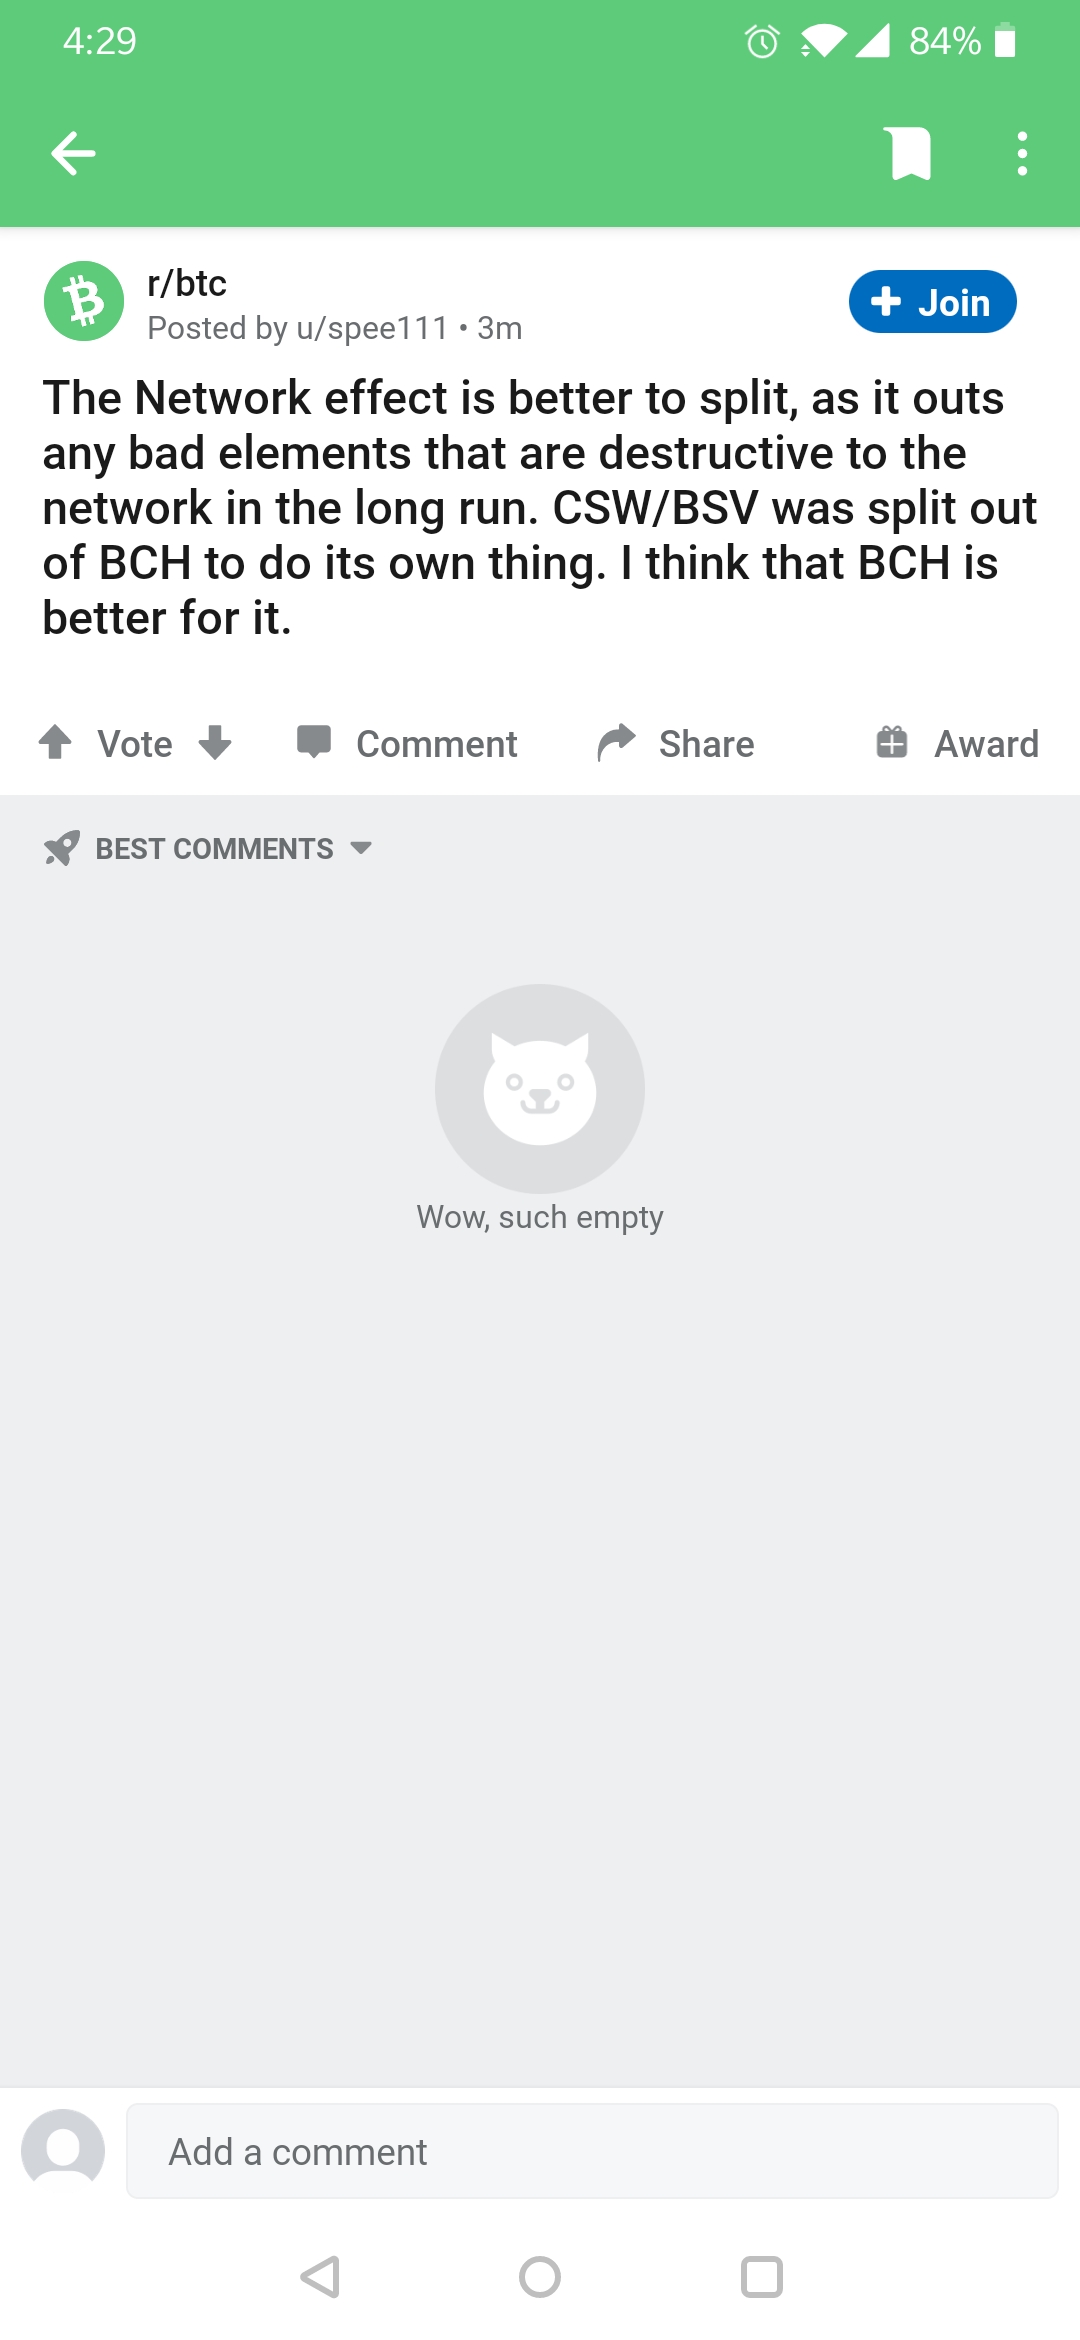 4:29
84%
r/btc
Posted by u/spee111 • 3m
+ Join
The Network effect is better to split, as it outs
any bad elements that are destructive to the
network in the long run. CSW/BSV was split out
of BCH to do its own thing. I think that BCH is
better for it.
Vote Comment Share Award
BEST COMMENTS
Wow, such empty
Add a comment